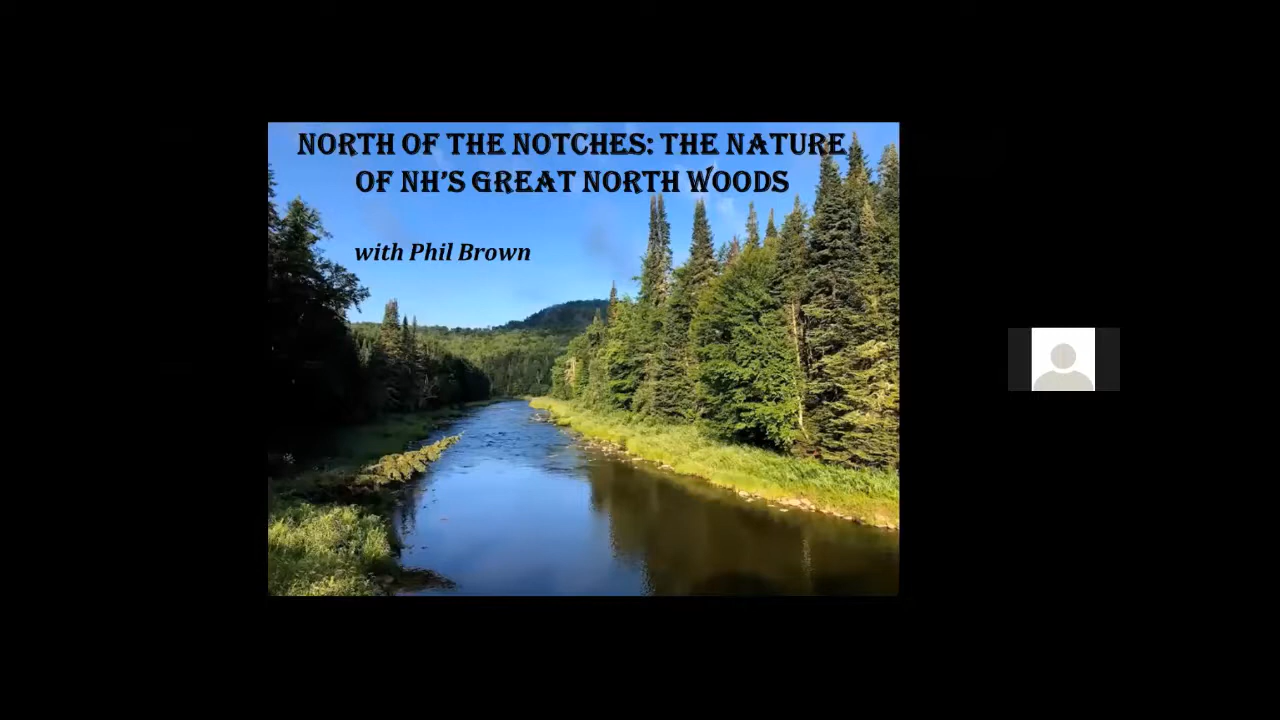 NORTH OF THE NOTCHES: THE NATURE
OF NH'S GREAT NORTH WOODS
with Phil Brown